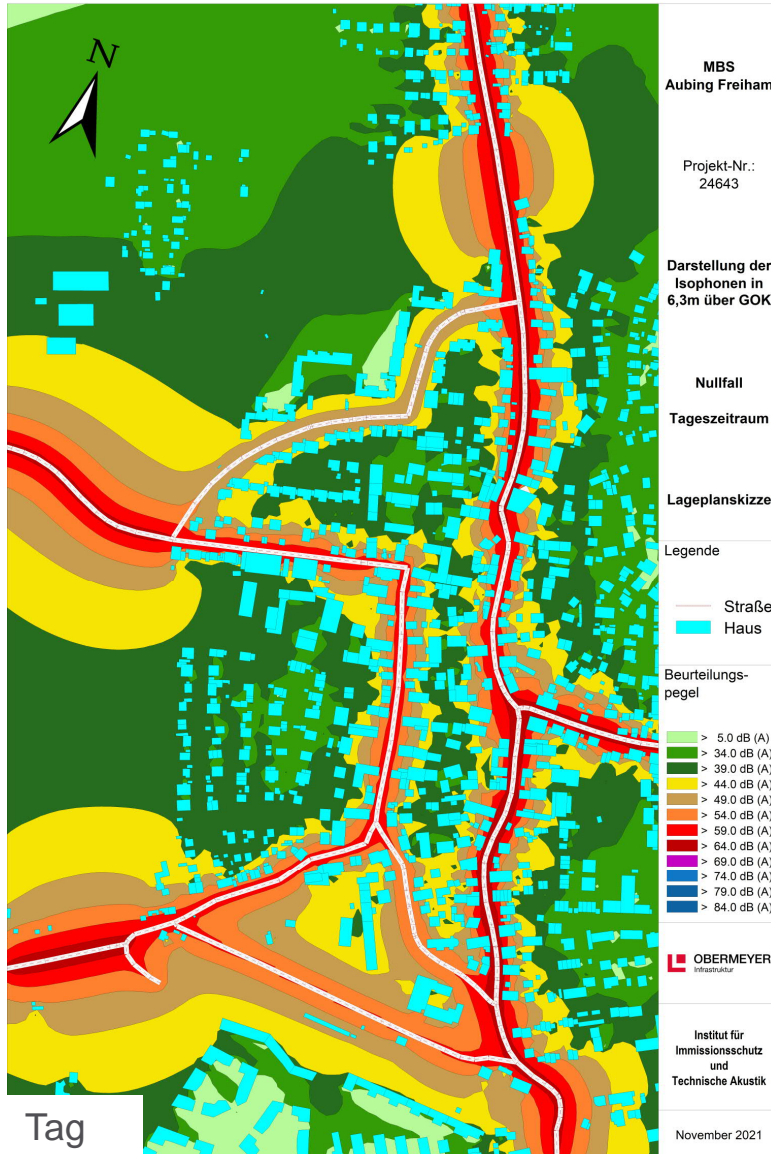 N
MBS
Aubing Freiham
Projekt-Nr.:
24643
Darstellung der
Isophonen in
6,3m über GOK
Nullfall
Tageszeitraum
Lageplanskizze
Legende
Straße
Haus
Beurteilungs-
pegel
> 5.0 dB (A)
> 34.0 dB (A)
> 39.0 dB (A)
> 44.0 dB (A)
> 49.0 dB (A)
> 54.0 dB (A)
> 59.0 dB (A)
> 64.0 dB (A)
> 69.0 dB (A)
> 74.0 dB (A)
> 79.0 dB (A)
> 84.0 dB (A)
OBERMEYER
Infrastruktur
Institut für
Immissionsschutz
und
Technische Akustik
November 2021
Tag